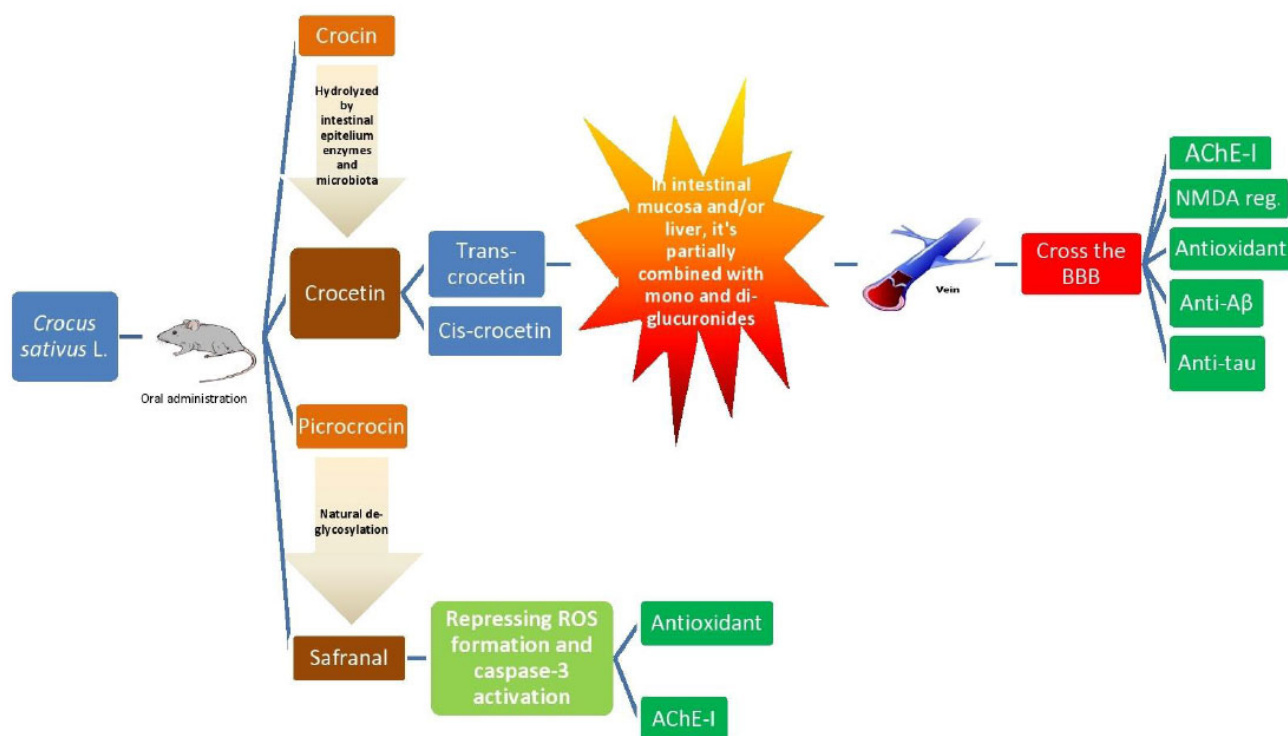 Crocus
sativus L.
Oral administration
Crocin
Hydrolyzed
by
intestinal
epitelium
enzymes
and
microbiota
Crocetin
Trans-
crocetin
Cis-crocetin
In intestinal
mucosa and/or
liver, it's
partially
combined with
mono and di-
glucuronides
Vein
Cross the
BBB
AChE-I
NMDA reg.
Antioxidant
Anti-Aβ
Anti-tau
Picrocrocin
Natural de-
glycosylation
Safranal
Repressing ROS
formation and
caspase-3
activation
Antioxidant
AChE-I